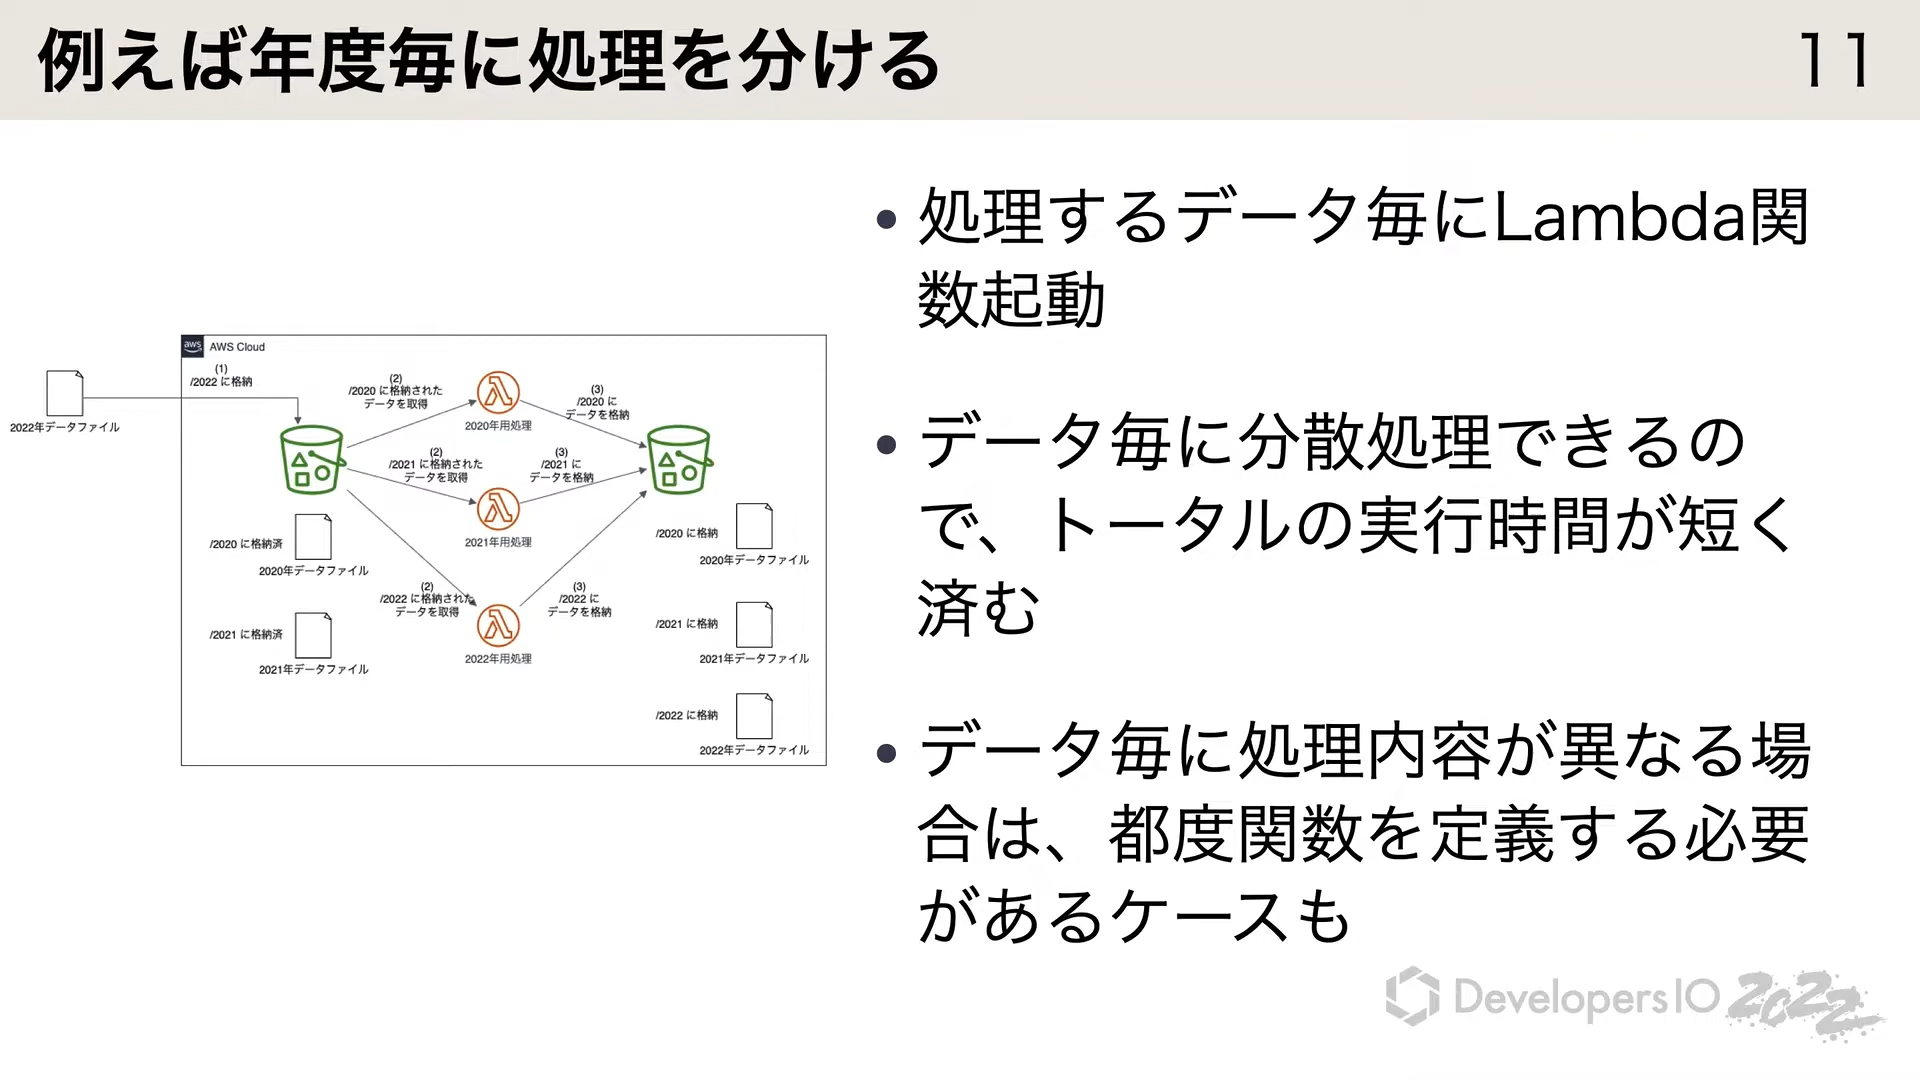 例えば年度毎に処理を分ける
11
処理するデータ毎にLambda関
数起動
データ毎に分散処理できるの
で、トータルの実行時間が短く
済む
データ毎に処理内容が異なる場
合は、都度関数を定義する必要
があるケースも
aws
AWS Cloud
(1)
/2022 に格納
2022年データファイル
(2)
/2020 に格納された
データを取得
2020年用処理
(3)
/2020 に
データを格納
(2)
/2021 に格納された
データを取得
2021年用処理
(3)
/2021 に
データを格納
(2)
/2022 に格納された
データを取得
2022年用処理
(3)
/2022 に
データを格納
/2020 に格納済
2020年データファイル
/2021 に格納済
2021年データファイル
/2020 に格納
2020年データファイル
/2021 に格納
2021年データファイル
/2022 に格納
2022年データファイル
DevelopersIO 2022